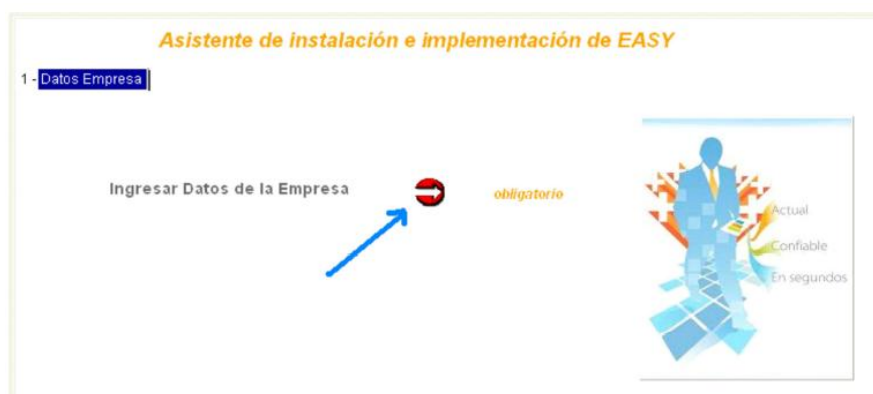 Asistente de instalación e implementación de EASY
1 - Datos Empresa
Ingresar Datos de la Empresa
obligatorio
Actual
Confiable
En segundos